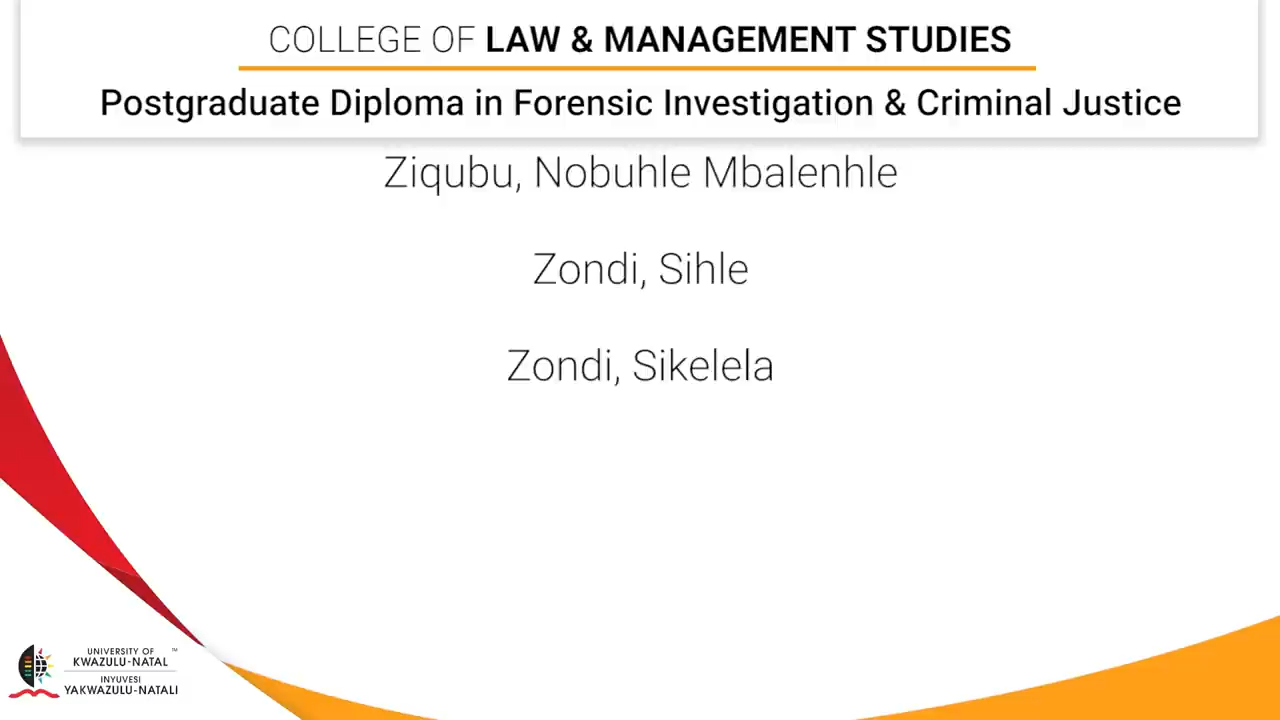 COLLEGE OF LAW & MANAGEMENT STUDIES
Postgraduate Diploma in Forensic Investigation & Criminal Justice
Ziqubu, Nobuhle Mbalenhle
Zondi, Sihle
Zondi, Sikelela
UNIVERSITY OF ™
KWAZULU-NATAL
INYUVESI
YAKWAZULU-NATALI